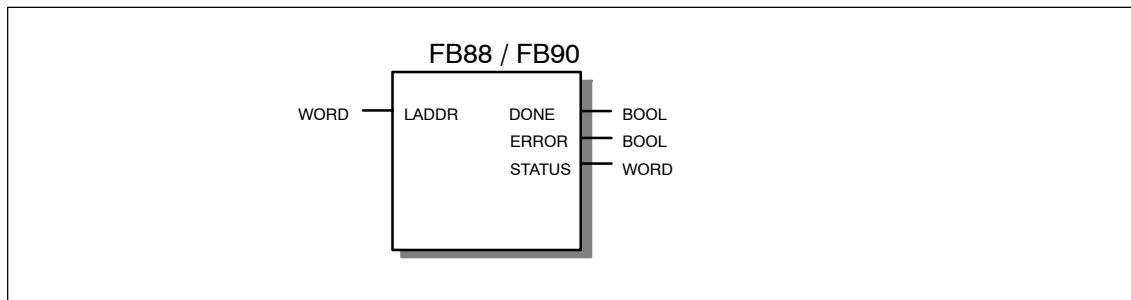 FB88 / FB90
WORD LADDR DONE BOOL
ERROR BOOL
STATUS WORD